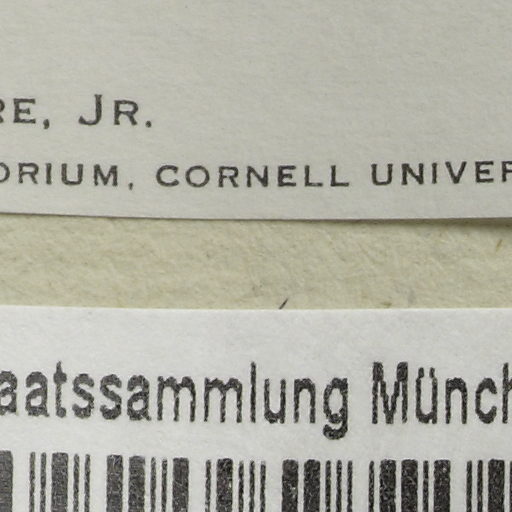 RE, JR.
ORIUM, CORNELL UNIVER
aatssammlung Münch